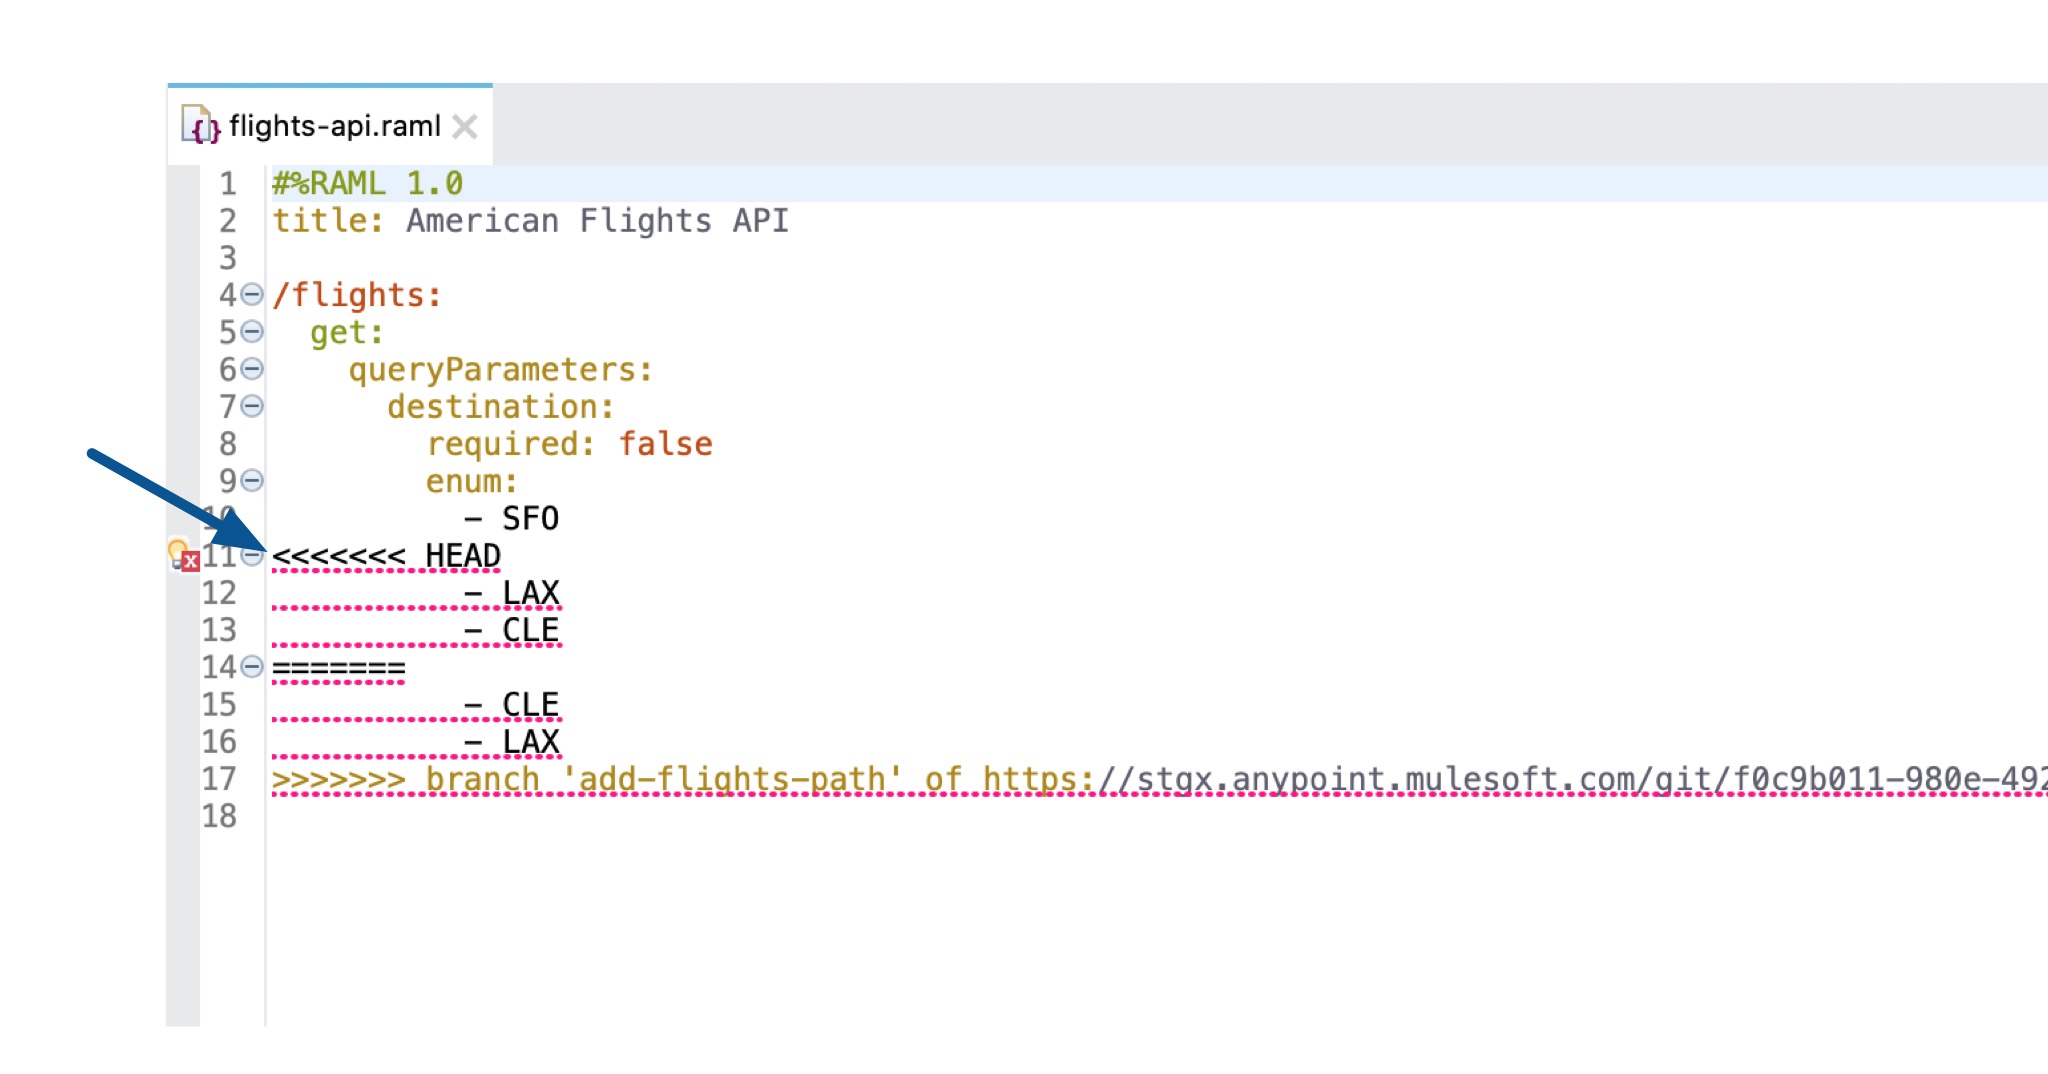 flights-api.raml
1 #%RAML 1.0
2 title: American Flights API
3
4 /flights:
5 get:
6 queryParameters:
7 destination:
8 required: false
9 enum:
10 - SFO
11 <<<<<<< HEAD
12 - LAX
13 - CLE
14 =======
15 - CLE
16 - LAX
17 >>>>>>> branch 'add-flights-path' of https://stgx.anypoint.mulesoft.com/git/f0c9b011-980e-492
18